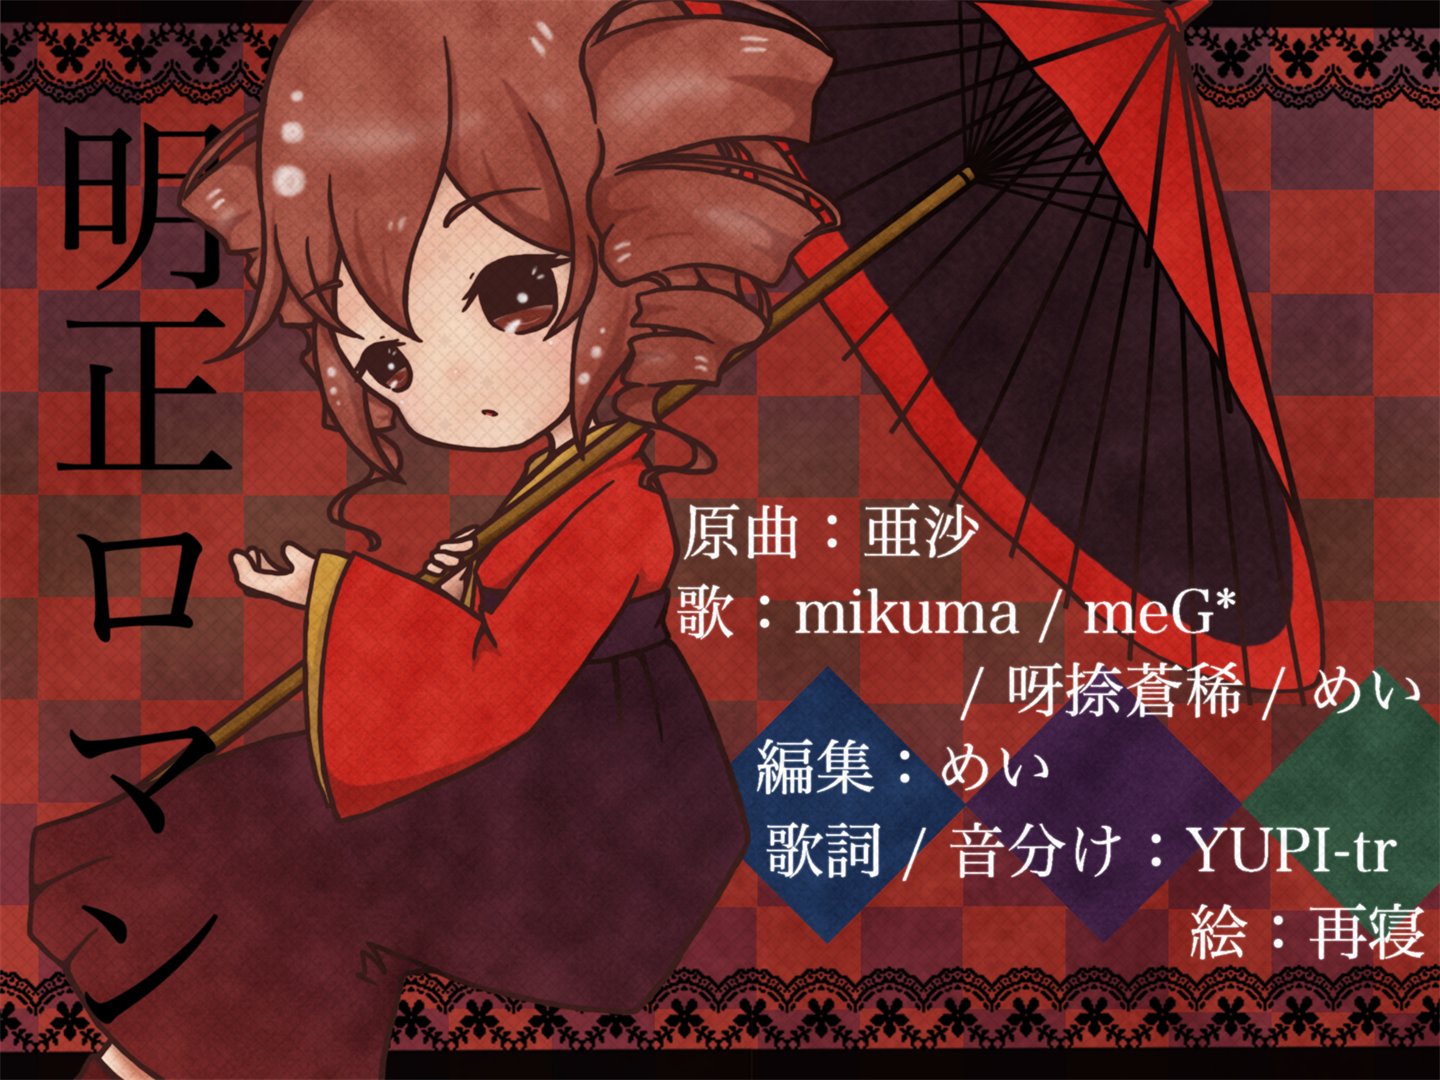 明正ロマン
原曲：亜沙
歌：mikuma / meG*
/ 呀捺蒼稀 / めい
編集：めい
歌詞 / 音分け：YUPI-tr
絵：再寝